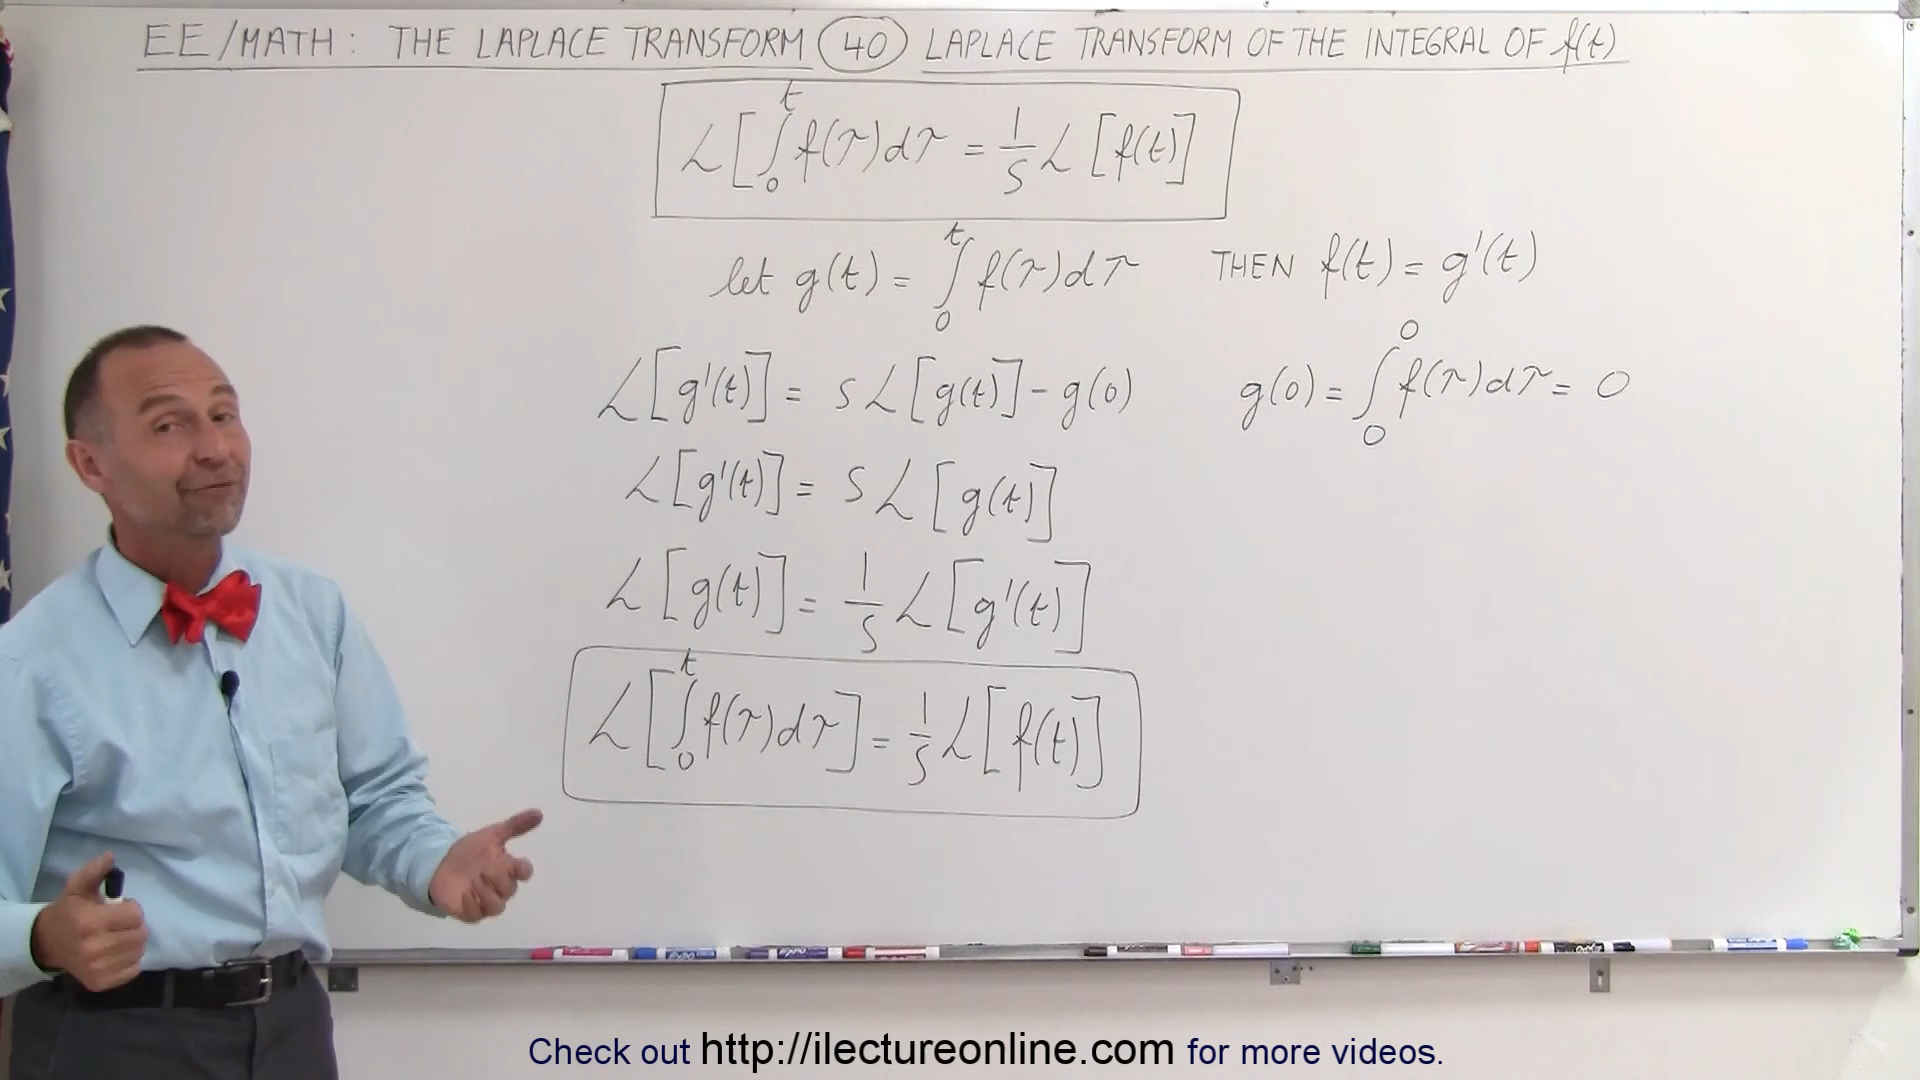 EE/MATH: THE LAPLACE TRANSFORM 40 LAPLACE TRANSFORM OF THE INTEGRAL OF f(t)
ℒ[∫₀ᵗ f(τ)dτ = 1/s ℒ[f(t)]
let g(t) = ∫₀ᵗ f(τ)dτ THEN f(t) = g'(t)
ℒ[g'(t)] = sℒ[g(t)] - g(0) g(0) = ∫₀⁰ f(τ)dτ = 0
ℒ[g'(t)] = sℒ[g(t)]
ℒ[g(t)] = 1/s ℒ[g'(t)]
ℒ[∫₀ᵗ f(τ)dτ] = 1/s ℒ[f(t)]
Check out http://ilectureonline.com for more videos.